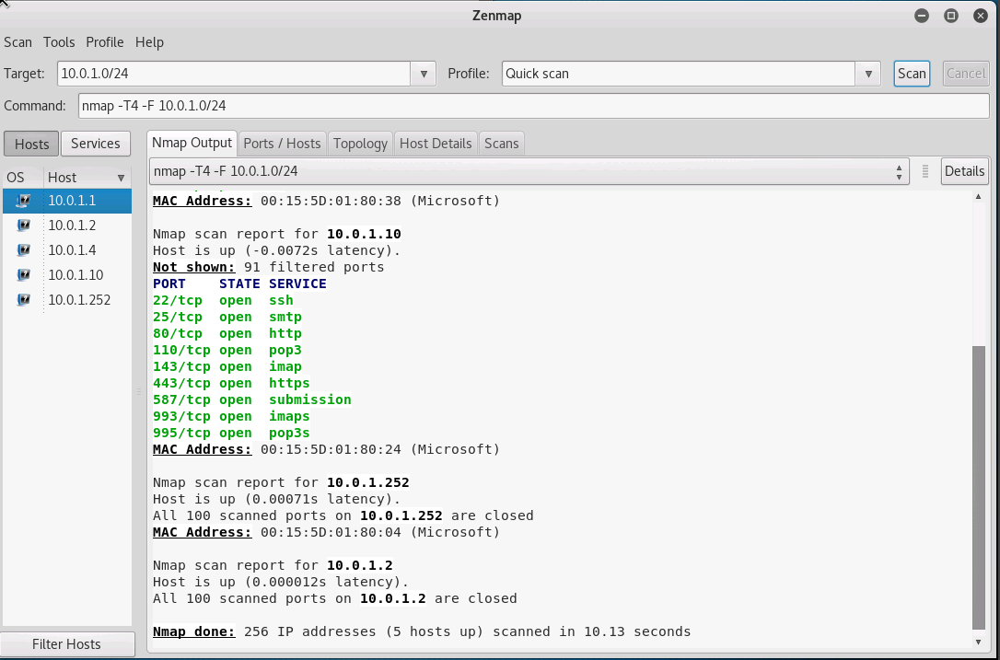 Zenmap
Scan Tools Profile Help
Target: 10.0.1.0/24 Profile: Quick scan Scan Cancel
Command: nmap -T4 -F 10.0.1.0/24
Hosts Services
Nmap Output Ports / Hosts Topology Host Details Scans
OS Host
nmap -T4 -F 10.0.1.0/24 Details
10.0.1.1
10.0.1.2
10.0.1.4
10.0.1.10
10.0.1.252
MAC Address: 00:15:5D:01:80:38 (Microsoft)
Nmap scan report for 10.0.1.10
Host is up (-0.0072s latency).
Not shown: 91 filtered ports
PORT STATE SERVICE
22/tcp open ssh
25/tcp open smtp
80/tcp open http
110/tcp open pop3
143/tcp open imap
443/tcp open https
587/tcp open submission
993/tcp open imaps
995/tcp open pop3s
MAC Address: 00:15:5D:01:80:24 (Microsoft)
Nmap scan report for 10.0.1.252
Host is up (0.00071s latency).
All 100 scanned ports on 10.0.1.252 are closed
MAC Address: 00:15:5D:01:80:04 (Microsoft)
Nmap scan report for 10.0.1.2
Host is up (0.000012s latency).
All 100 scanned ports on 10.0.1.2 are closed
Nmap done: 256 IP addresses (5 hosts up) scanned in 10.13 seconds
Filter Hosts